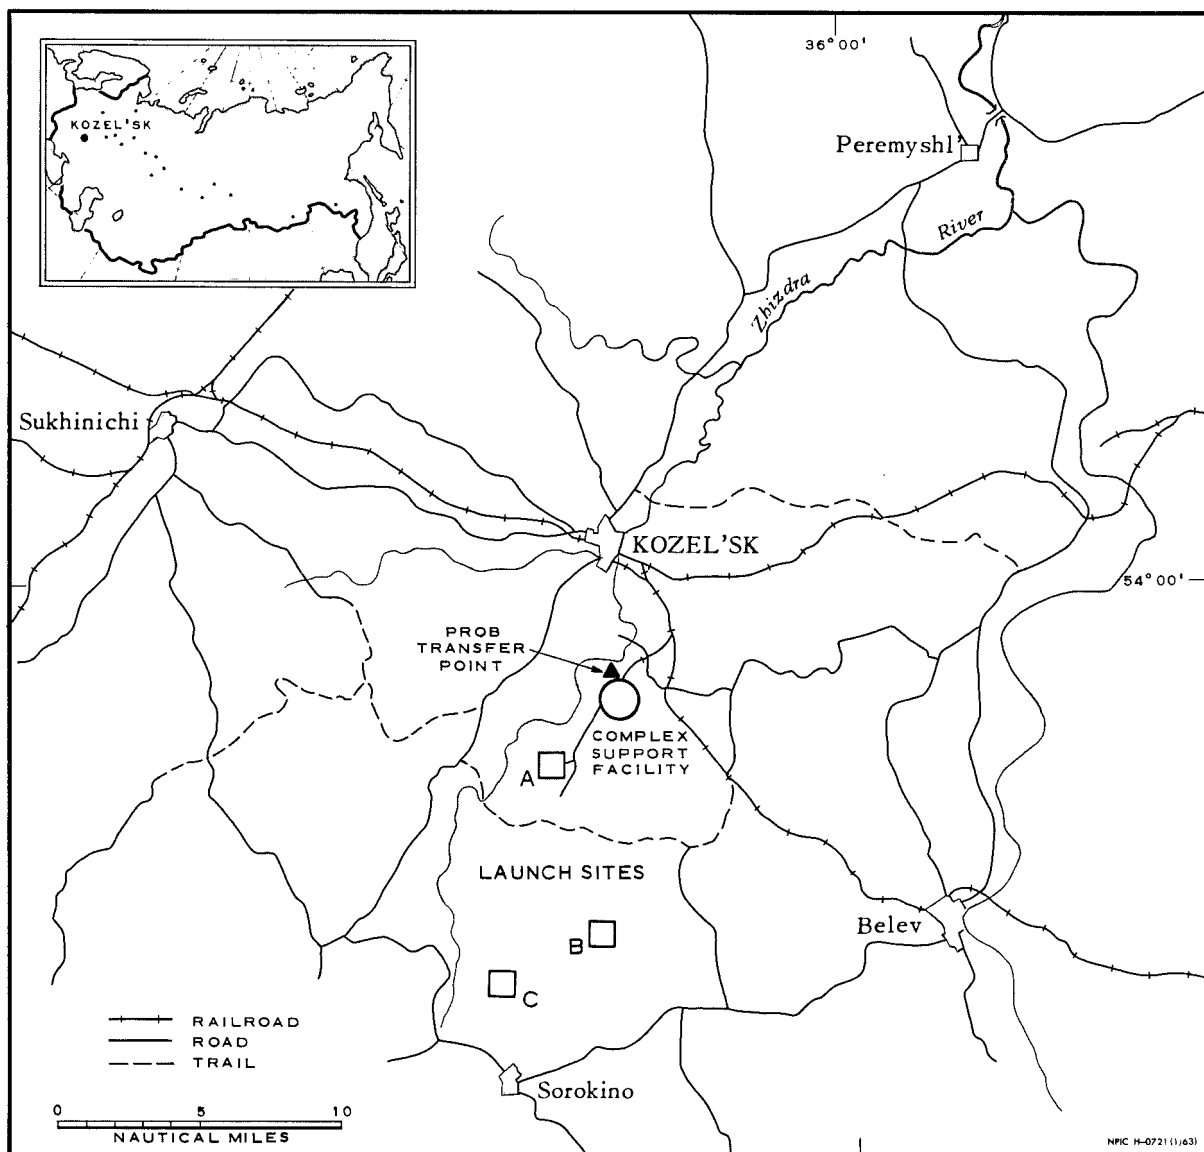 36°00'
KOZEL'SK
Peremyshl'
River
Zhizdra
Sukhinichi
KOZEL'SK
54°00'
PROB
TRANSFER
POINT
COMPLEX
SUPPORT
FACILITY
A
LAUNCH SITES
Belev
B
C
RAILROAD
ROAD
TRAIL
Sorokino
0 5 10
NAUTICAL MILES
NPIC H-0721 (1/63)